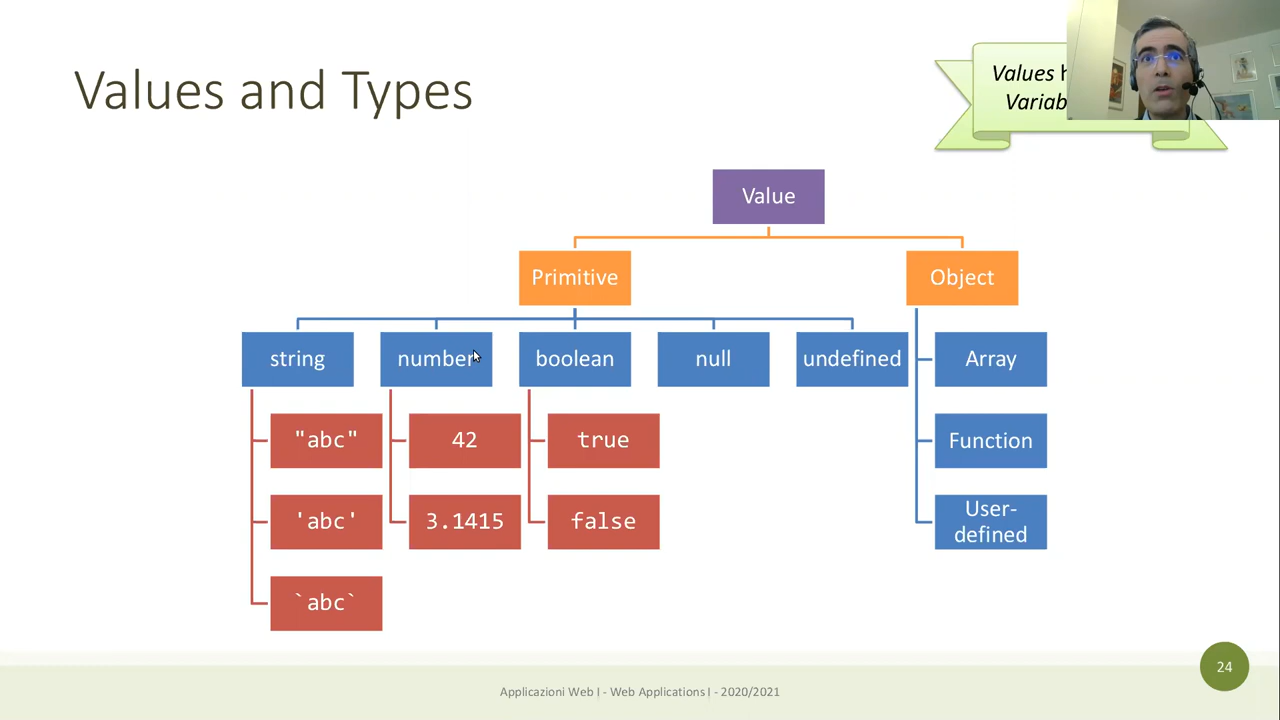 Values and Types
Values
Value
Primitive
Object
string
number
boolean
null
undefined
Array
"abc"
42
true
Function
'abc'
3.1415
false
User-
defined
`abc`
24
Applicazioni Web I - Web Applications I - 2020/2021